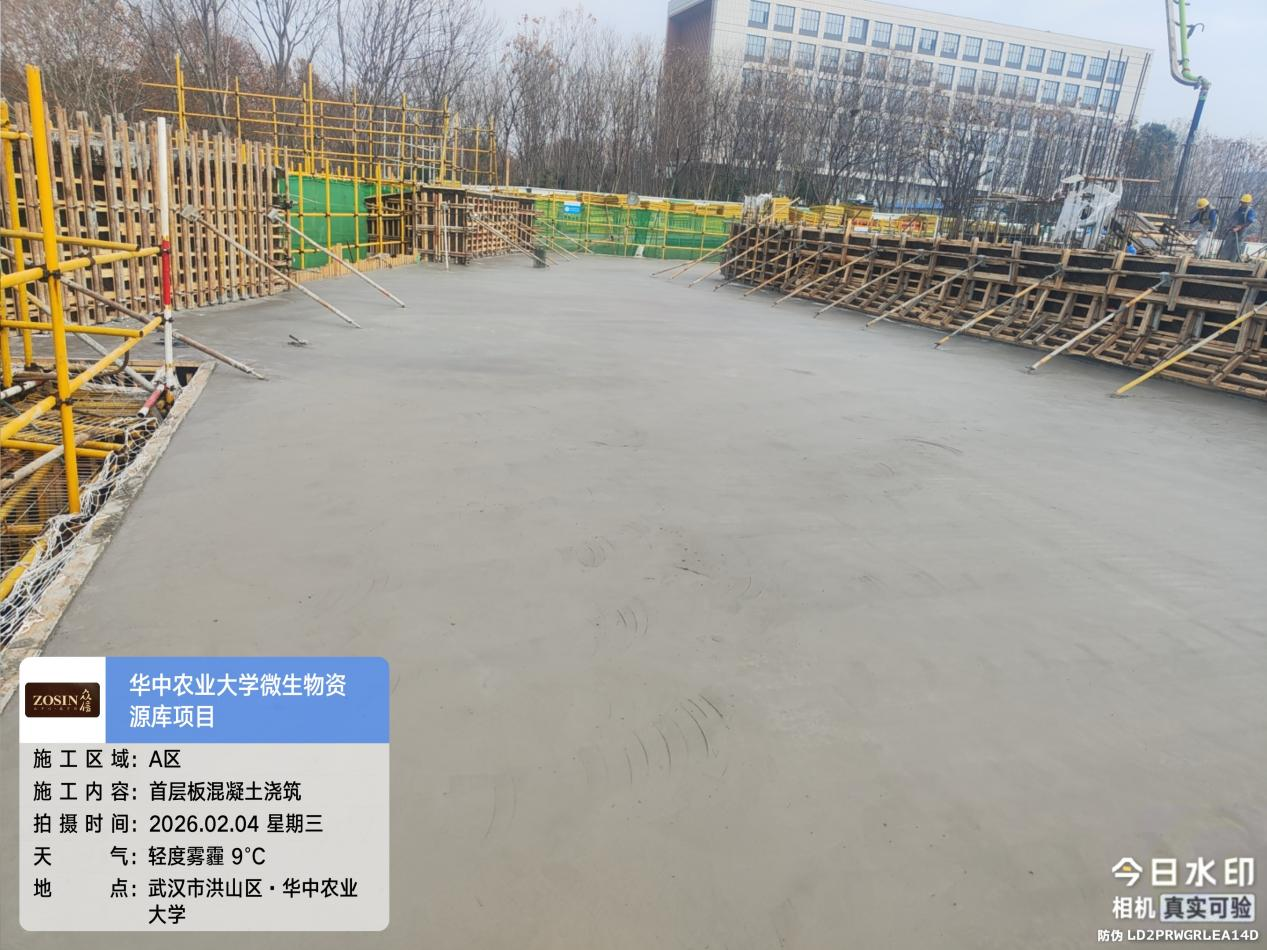 ZOSIN众信
华中农业大学微生物资
源库项目
施工区域：A区
施工内容：首层板混凝土浇筑
拍摄时间：2026.02.04 星期三
天气：轻度雾霾 9°C
地点：武汉市洪山区·华中农业
大学
今日水印
相机 真实可验
防伪 LD2PRWGRLEA14D